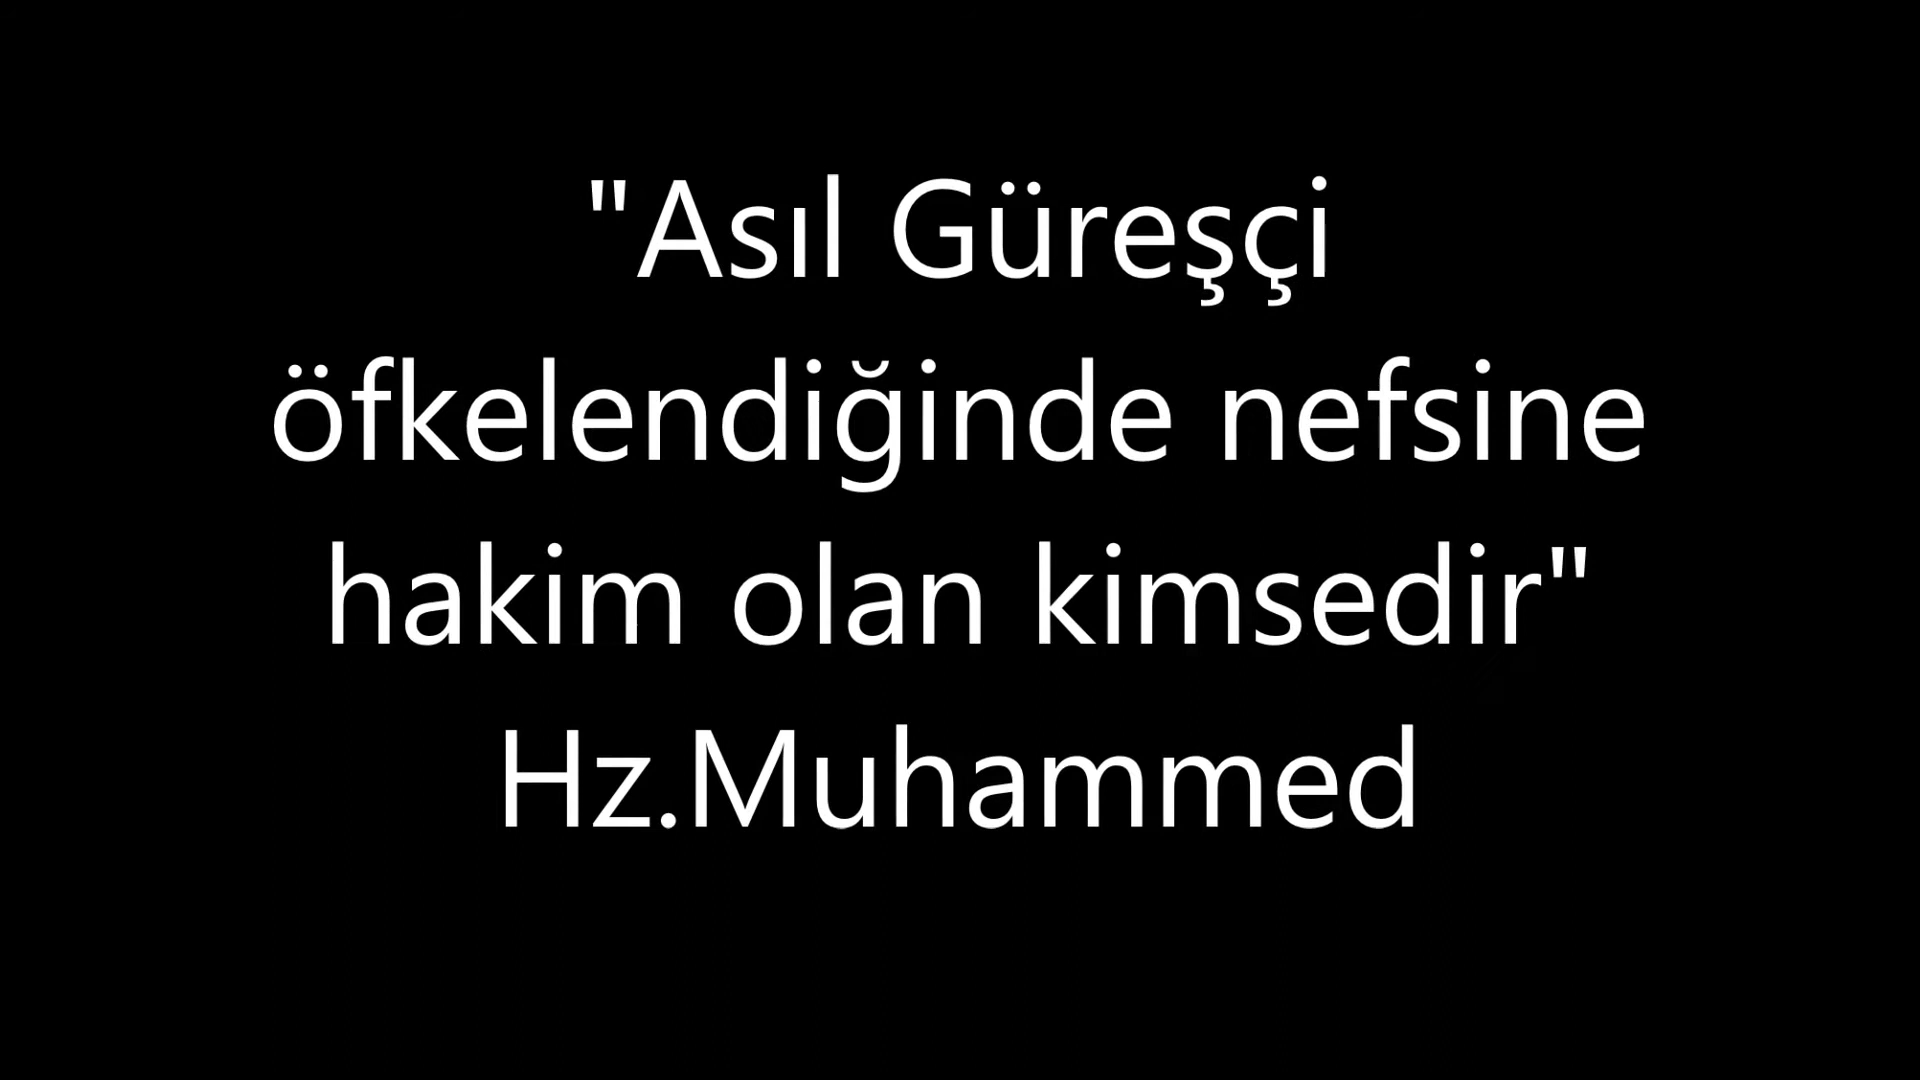 "Asıl Güreşçi
öfkelendiğinde nefsine
hakim olan kimsedir"
Hz.Muhammed